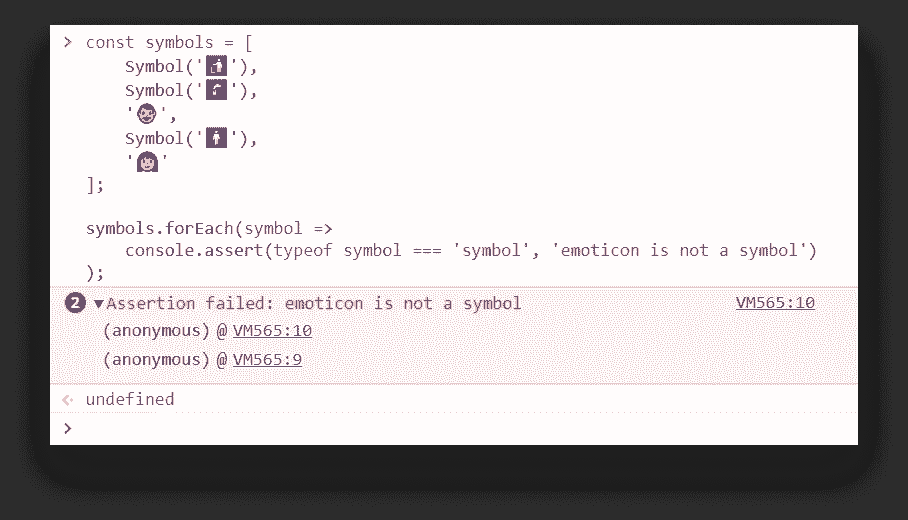 > const symbols = [
    Symbol('🚮'),
    Symbol('🚰'),
    '👨',
    Symbol('🚹'),
    '👩'
];

symbols.forEach(symbol =>
    console.assert(typeof symbol === 'symbol', 'emoticon is not a symbol')
);
2 ▼Assertion failed: emoticon is not a symbol VM565:10
(anonymous) @ VM565:10
(anonymous) @ VM565:9
undefined
>